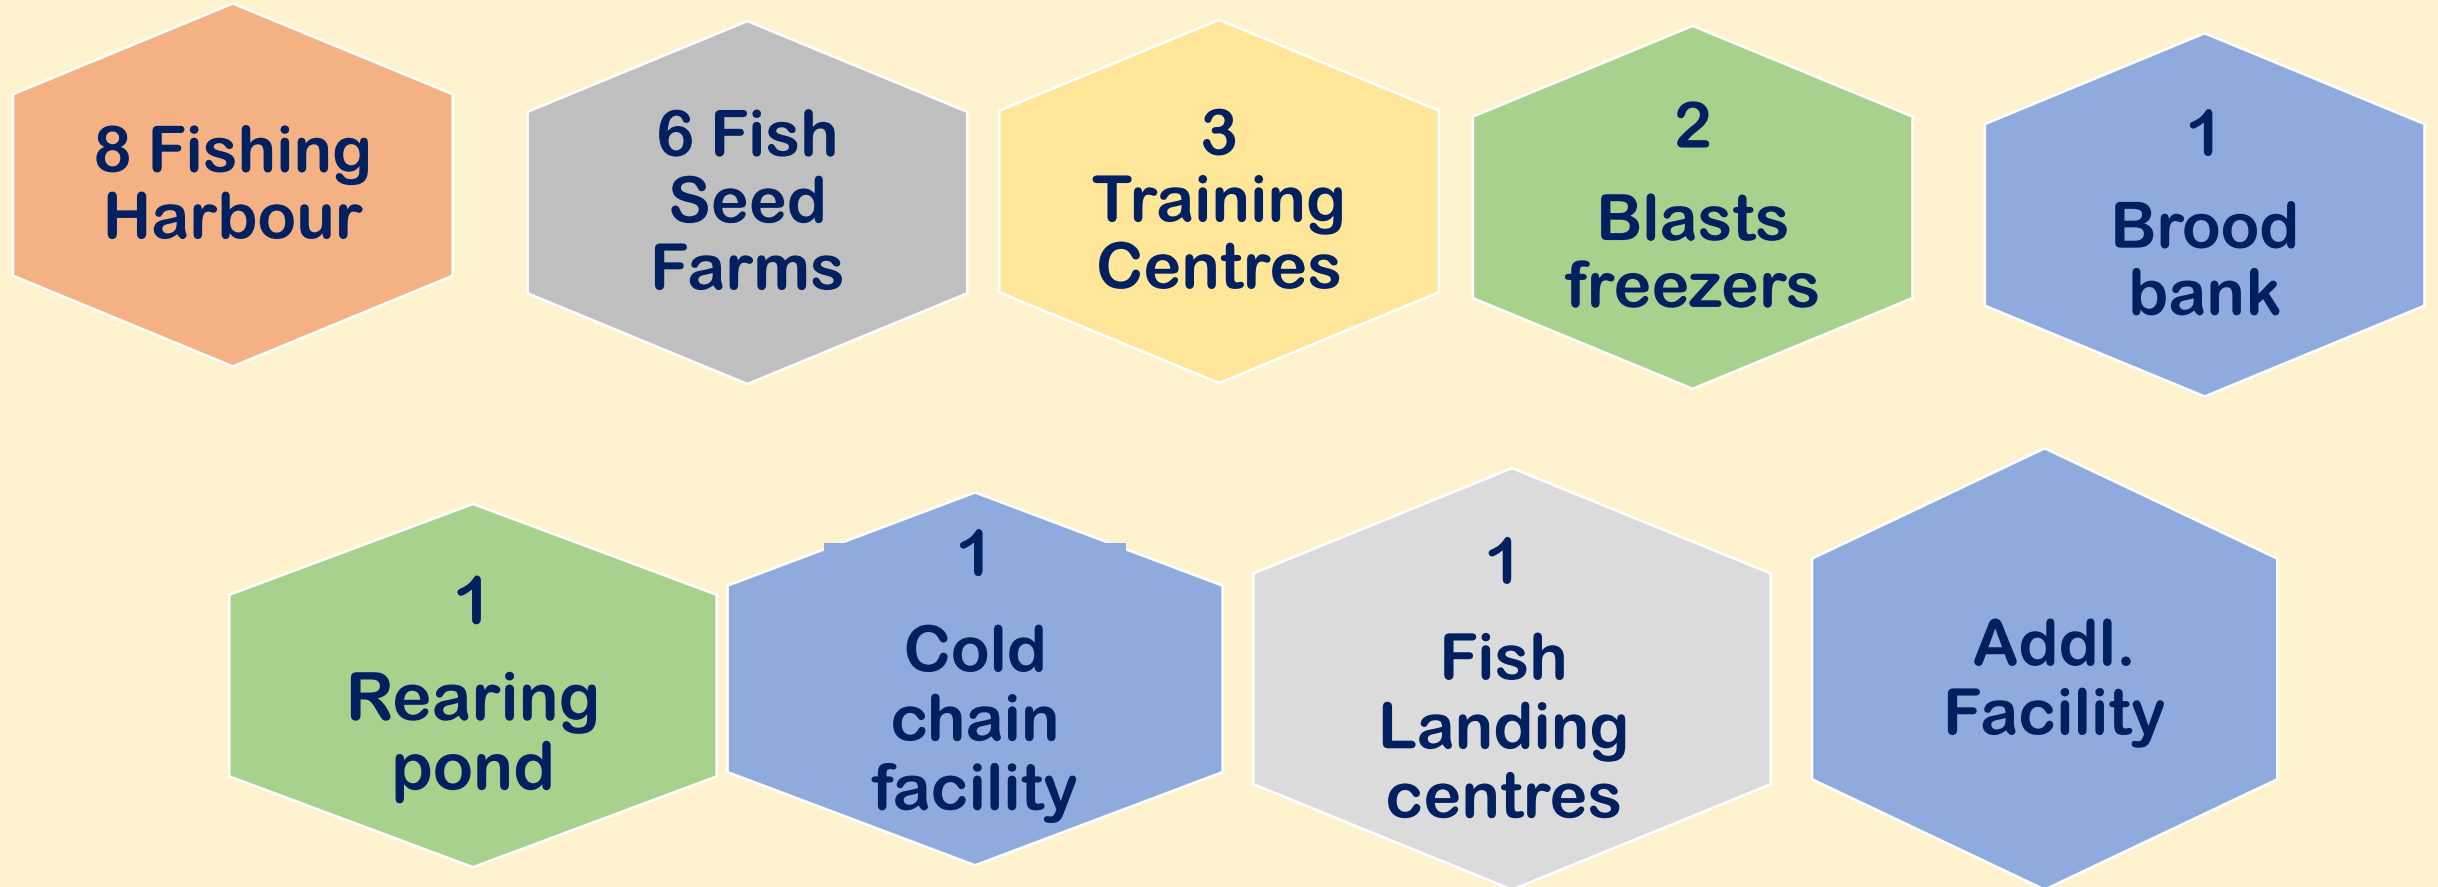 8 Fishing
Harbour
6 Fish
Seed
Farms
3
Training
Centres
2
Blasts
freezers
1
Brood
bank
1
Rearing
pond
1
Cold
chain
facility
1
Fish
Landing
centres
Addl.
Facility